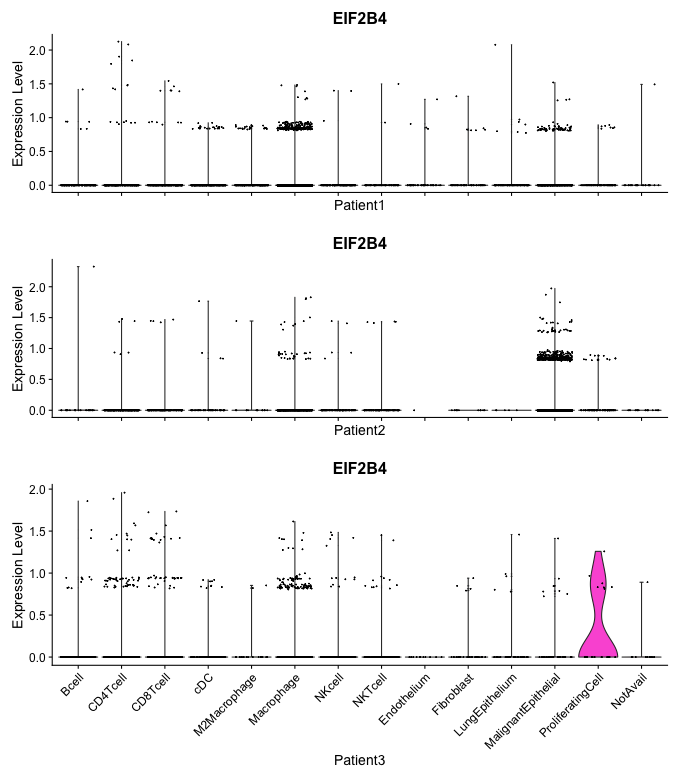 EIF2B4
Expression Level
2.0
1.5
1.0
0.5
0.0
Patient1
EIF2B4
Expression Level
2.0
1.5
1.0
0.5
0.0
Patient2
EIF2B4
Expression Level
2.0
1.5
1.0
0.5
0.0
Bcell
CD4Tcell
CD8Tcell
cDC
M2Macrophage
Macrophage
NKcell
NKTcell
Endothelium
Fibroblast
LungEpithelium
MalignantEpithelial
ProliferatingCell
NotAvail
Patient3